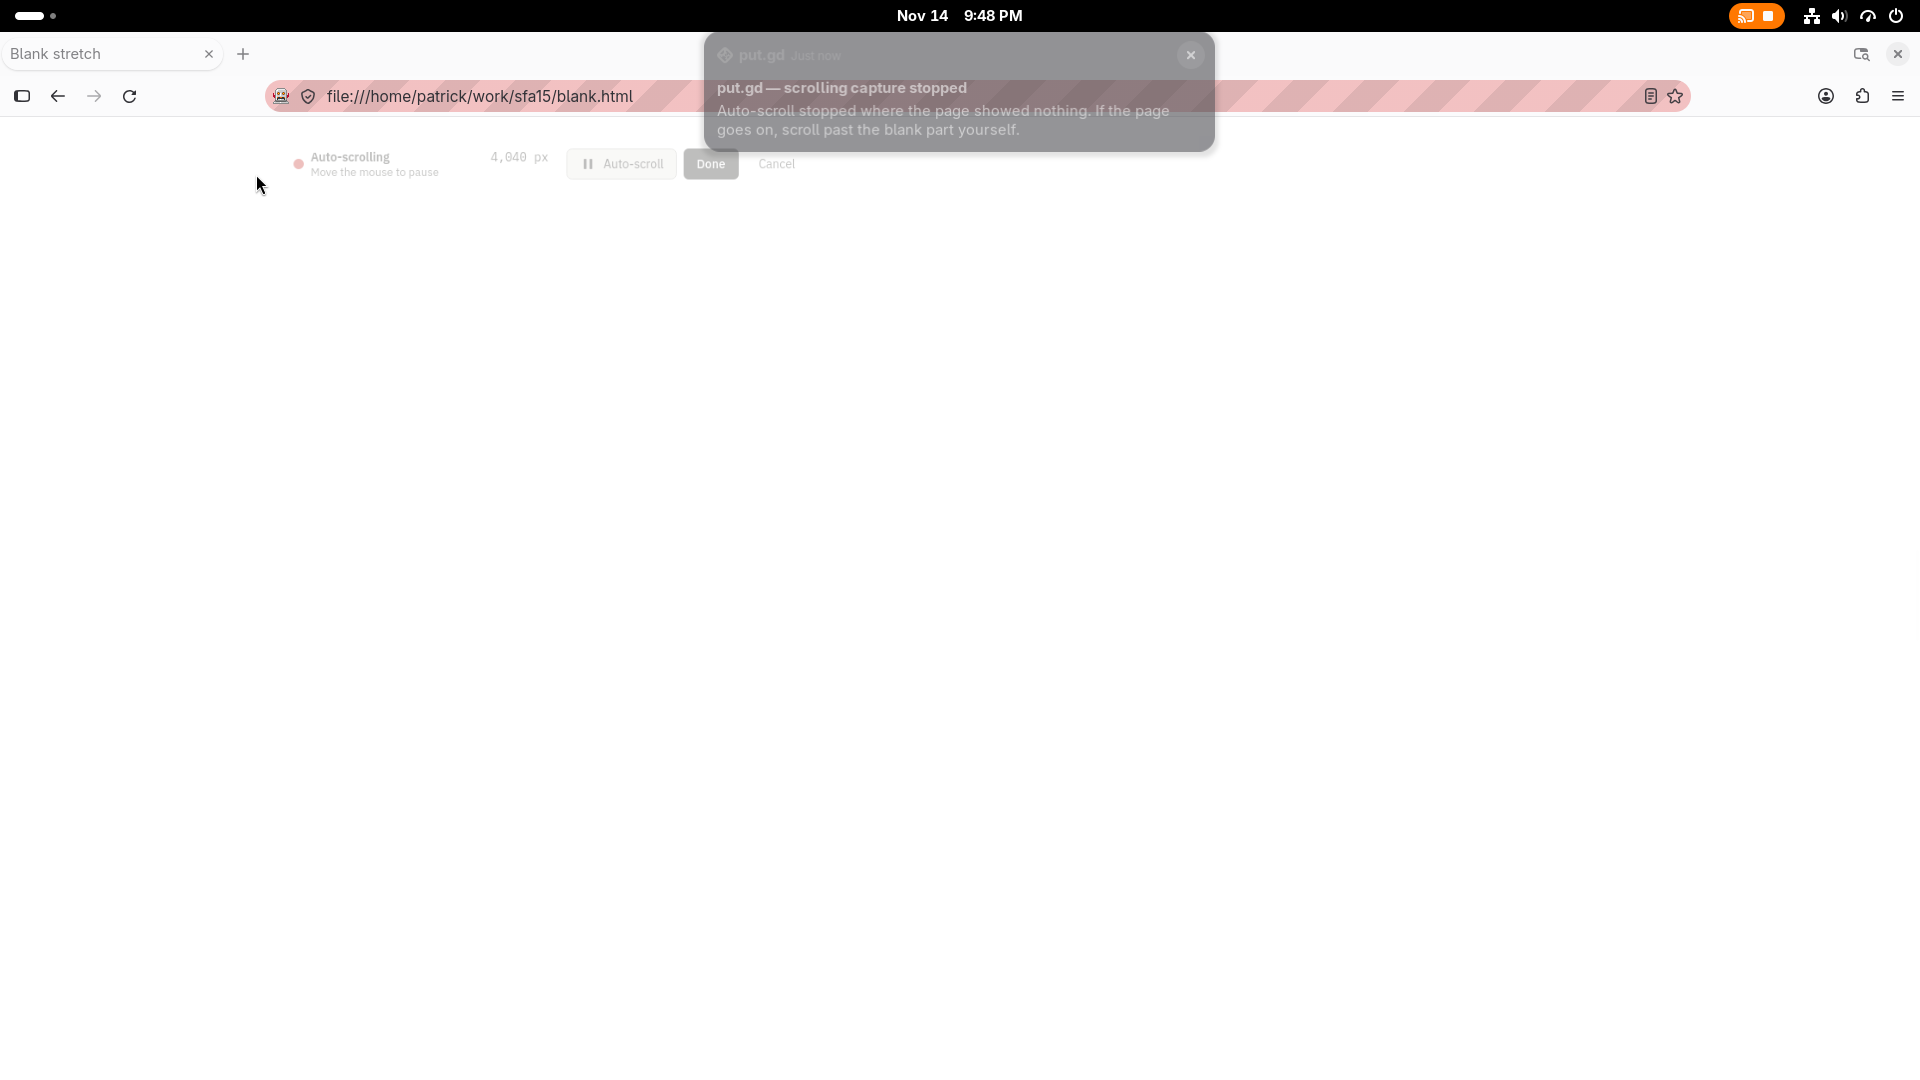 Nov 14 9:48 PM
Blank stretch
file:///home/patrick/work/sfa15/blank.html
put.gd Just now
put.gd — scrolling capture stopped
Auto-scroll stopped where the page showed nothing. If the page
goes on, scroll past the blank part yourself.
Auto-scrolling
Move the mouse to pause
4,040 px
Auto-scroll
Done
Cancel